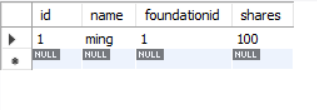 id name foundationid shares
1 ming 1 100
NULL NULL NULL NULL